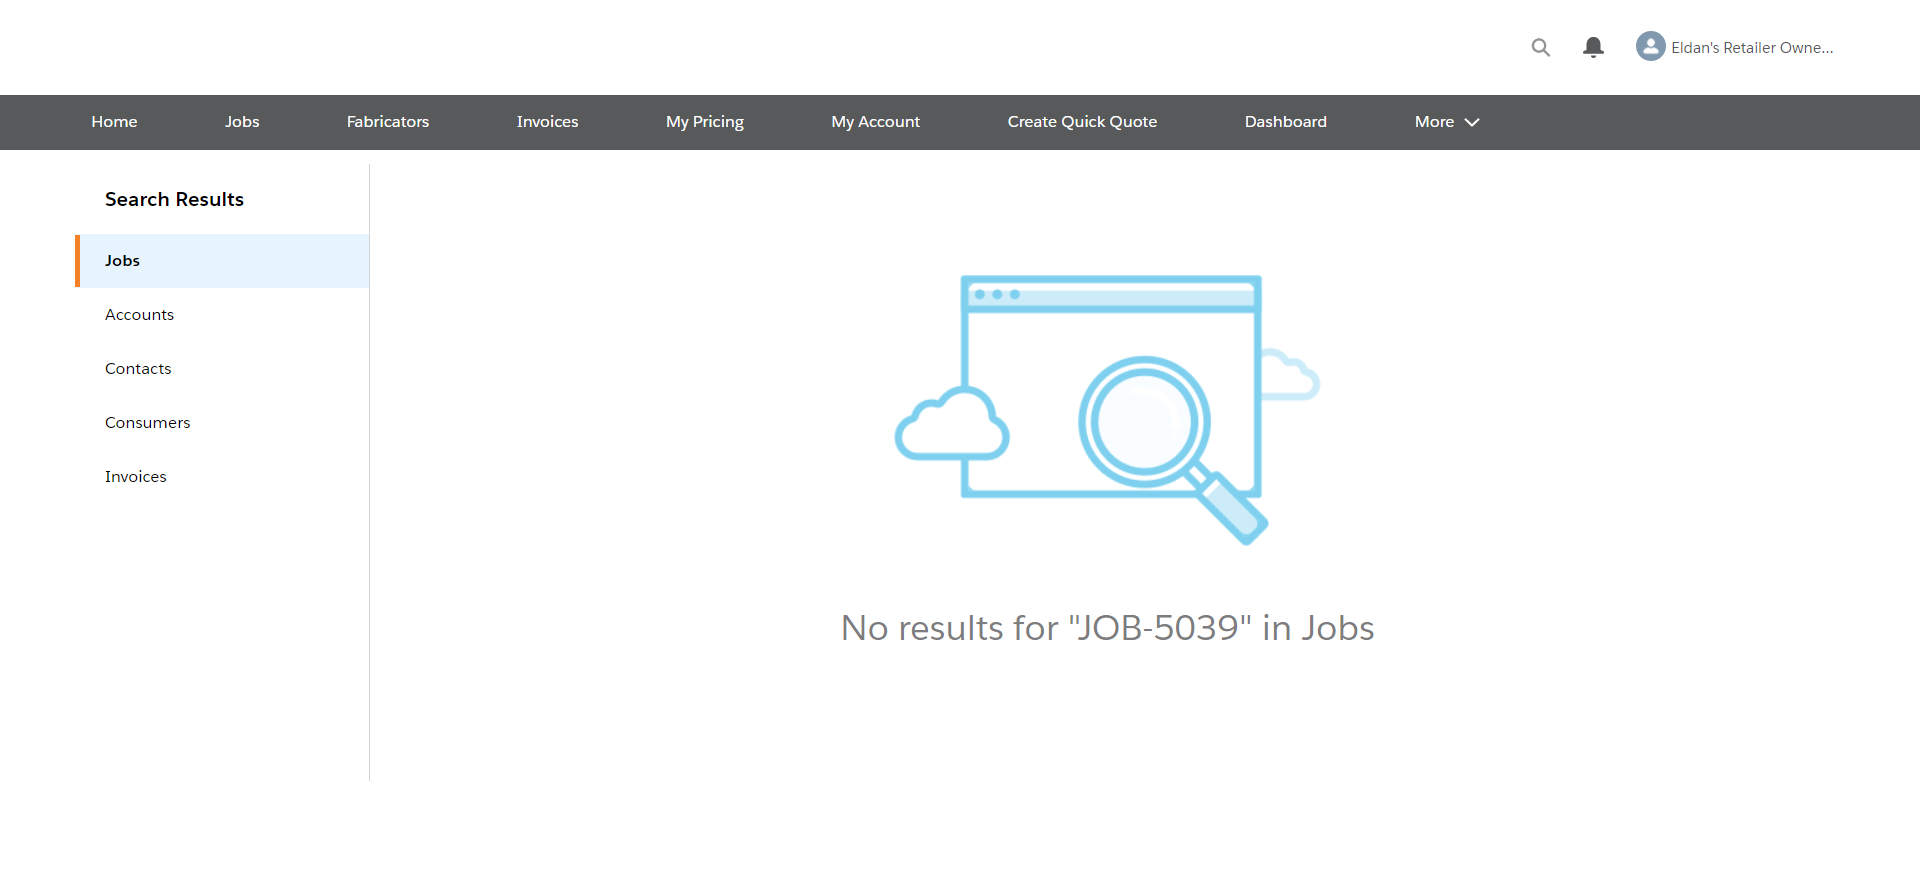 Eldan's Retailer Owne...
Home Jobs Fabricators Invoices My Pricing My Account Create Quick Quote Dashboard More
Search Results
Jobs
Accounts
Contacts
Consumers
Invoices
No results for "JOB-5039" in Jobs